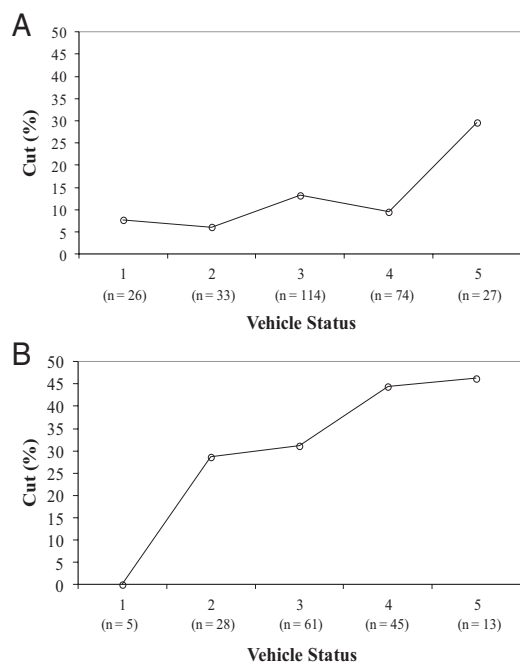 A
50
45
40
35
30
25
20
15
10
5
0
Cut (%)
1 2 3 4 5
(n = 26) (n = 33) (n = 114) (n = 74) (n = 27)
Vehicle Status
B
50
45
40
35
30
25
20
15
10
5
0
Cut (%)
1 2 3 4 5
(n = 5) (n = 28) (n = 61) (n = 45) (n = 13)
Vehicle Status